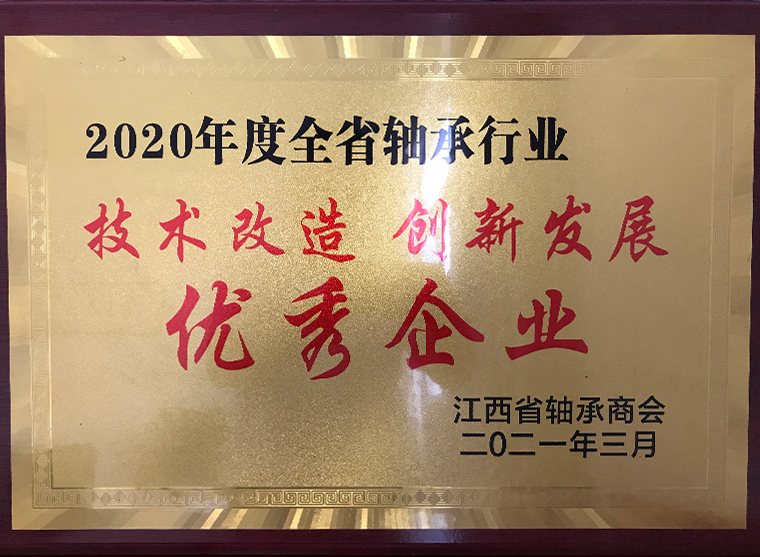 2020年度全省轴承行业
技术改造 创新发展
优秀企业
江西省轴承商会
二0二一年三月